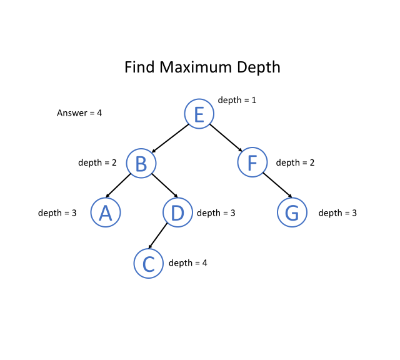 Find Maximum Depth
depth = 1
Answer = 4
E
depth = 2
B
F
depth = 2
depth = 3
A
D
depth = 3
G
depth = 3
C
depth = 4